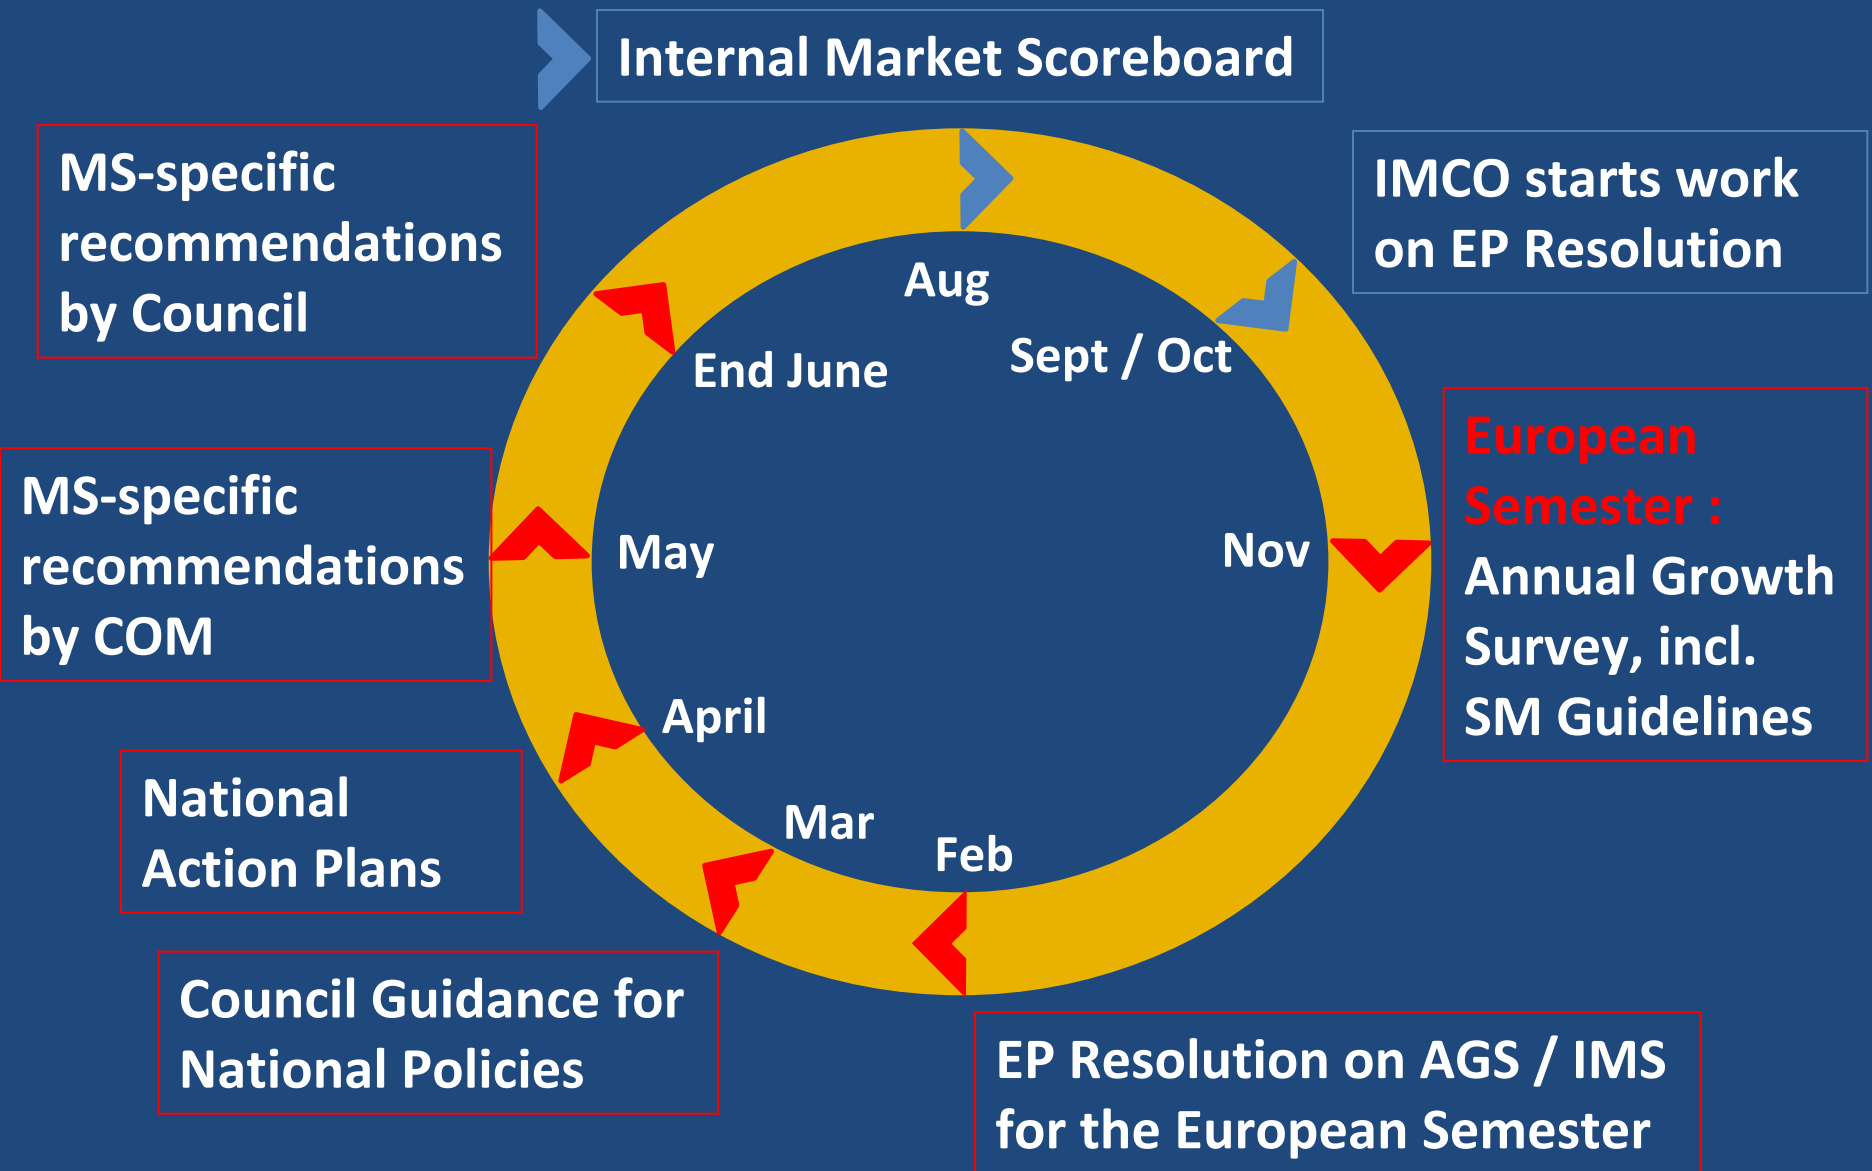 Internal Market Scoreboard
MS-specific
recommendations
by Council
IMCO starts work
on EP Resolution
Aug
Sept / Oct
End June
European
Semester :
Annual Growth
Survey, incl.
SM Guidelines
MS-specific
recommendations
by COM
May
Nov
April
National
Action Plans
Mar
Feb
Council Guidance for
National Policies
EP Resolution on AGS / IMS
for the European Semester